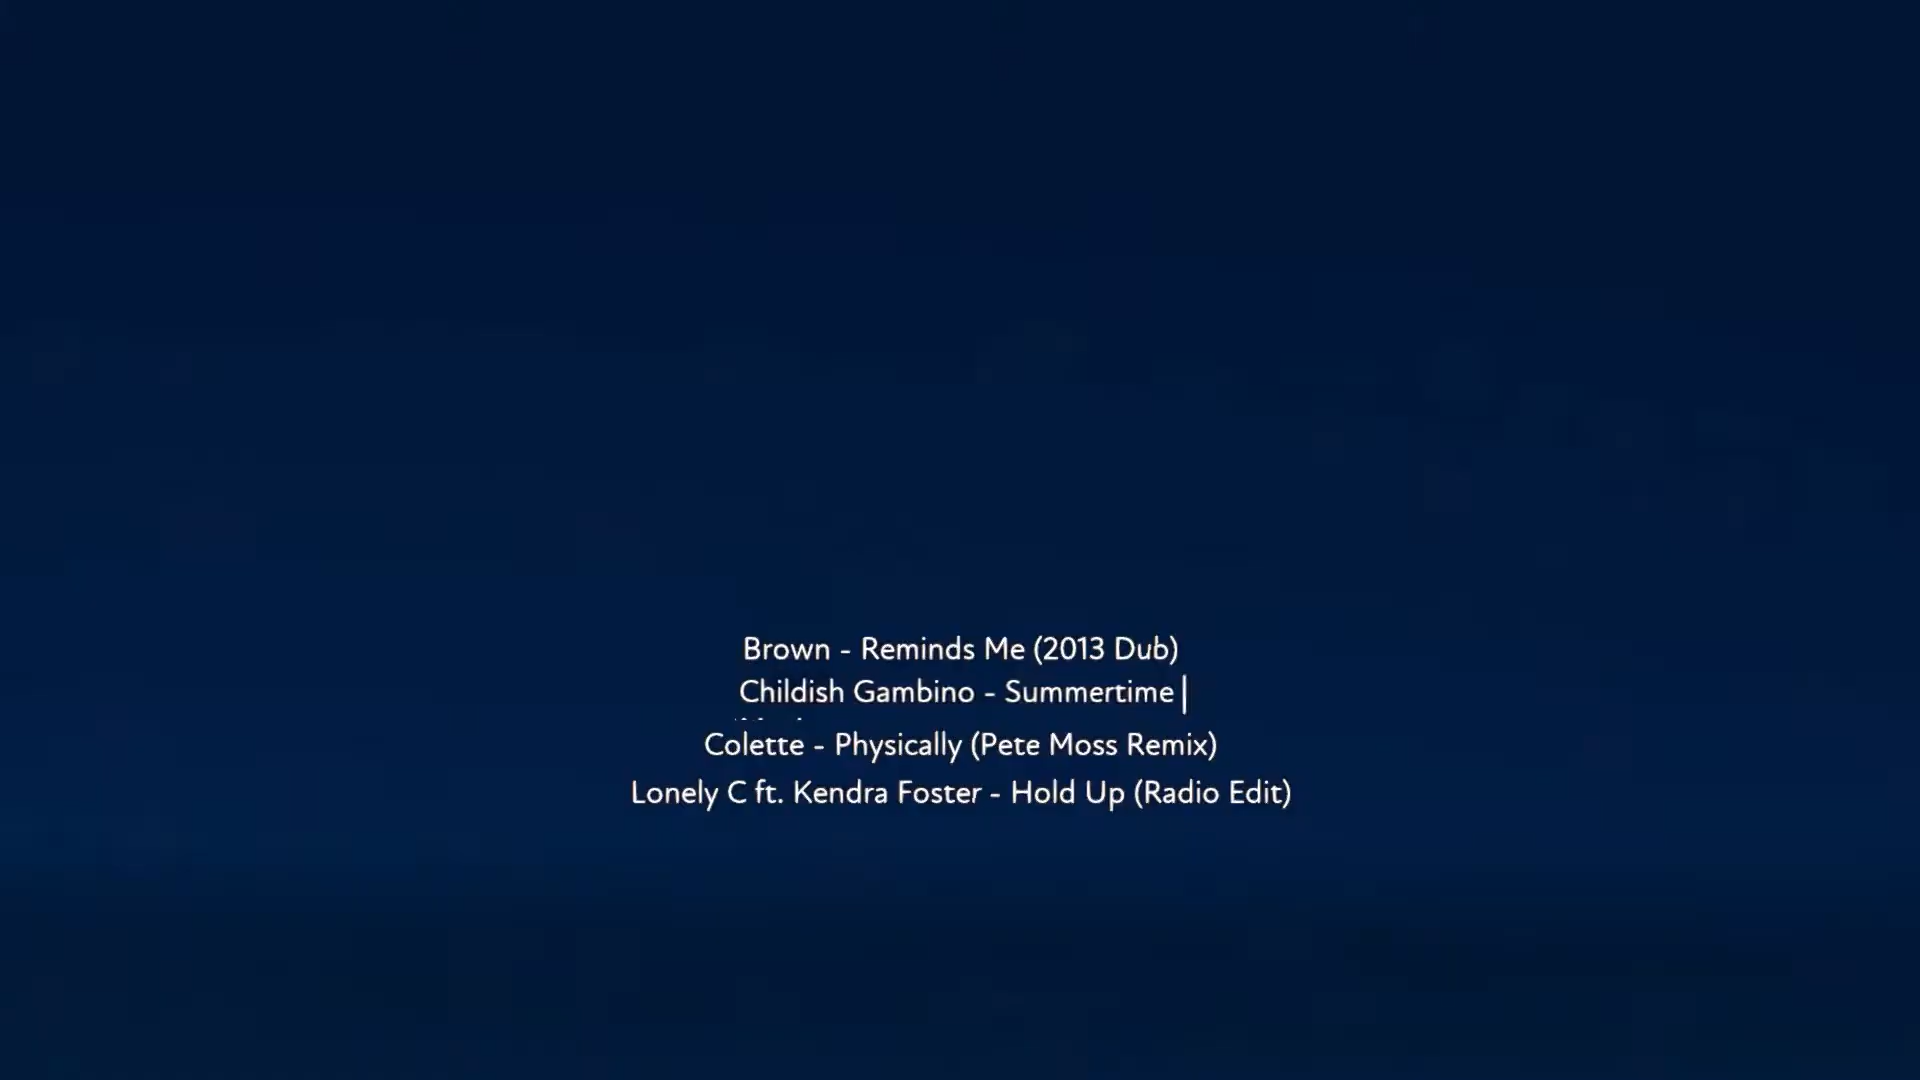 Brown - Reminds Me (2013 Dub)
Childish Gambino - Summertime
Colette - Physically (Pete Moss Remix)
Lonely C ft. Kendra Foster - Hold Up (Radio Edit)